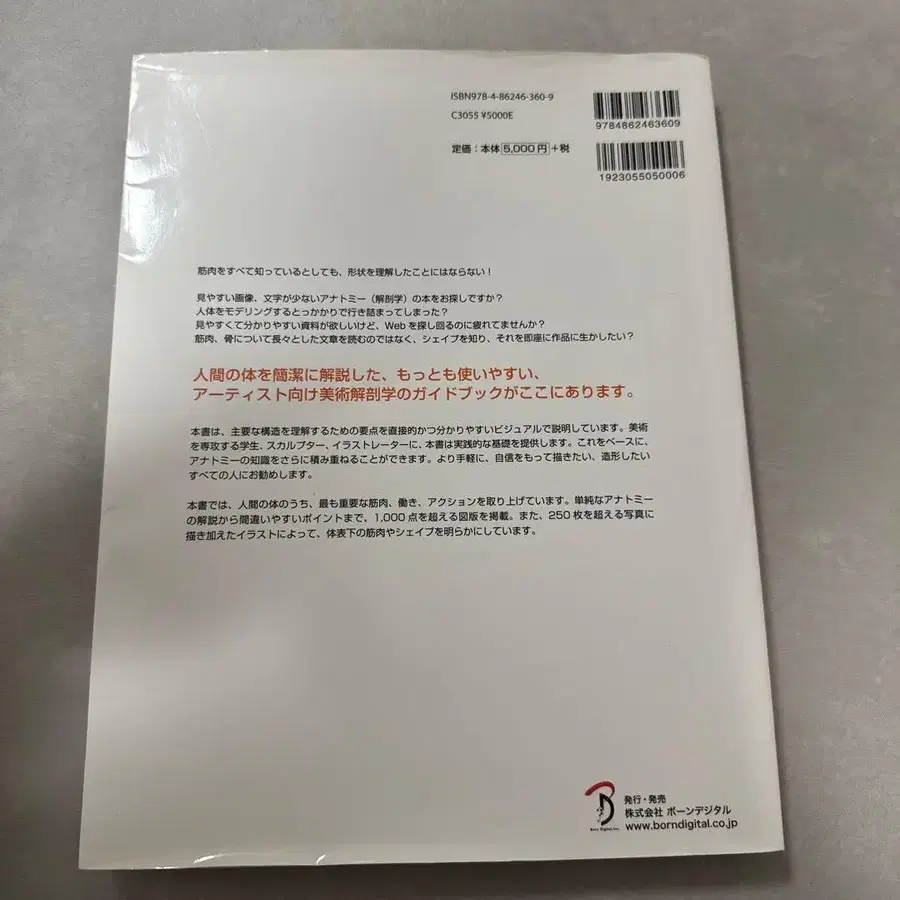 ISBN978-4-86246-360-9
C3055 ¥5000E
定価：本体5,000円+税
9784862463609
1923055050006
筋肉をすべて知っているとしても、形状を理解したことにはならない！
見やすい画像、文字が少ないアナトミー（解剖学）の本をお探しですか？
人体をモデリングするとっかかりで行き詰まってしまった？
見やすくて分かりやすい資料が欲しいけど、Webを探し回るのに疲れてませんか？
筋肉、骨について長々とした文章を読むのではなく、シェイプを知り、それを即座に作品に生かしたい？
人間の体を簡潔に解説した、もっとも使いやすい、
アーティスト向け美術解剖学のガイドブックがここにあります。
本書は、主要な構造を理解するための要点を直接的かつ分かりやすいビジュアルで説明しています。美術
を専攻する学生、スカルプター、イラストレーターに、本書は実践的な基礎を提供します。これをベースに、
アナトミーの知識をさらに積み重ねることができます。より手軽に、自信をもって描きたい、造形したい
すべての人にお勧めします。
本書では、人間の体のうち、最も重要な筋肉、働き、アクションを取り上げています。単純なアナトミー
の解説から間違いやすいポイントまで、1,000点を超える図版を掲載。また、250枚を超える写真に
描き加えたイラストによって、体表下の筋肉やシェイプを明らかにしています。
Born Digital, Inc.
発行・発売
株式会社 ボーンデジタル
www.borndigital.co.jp